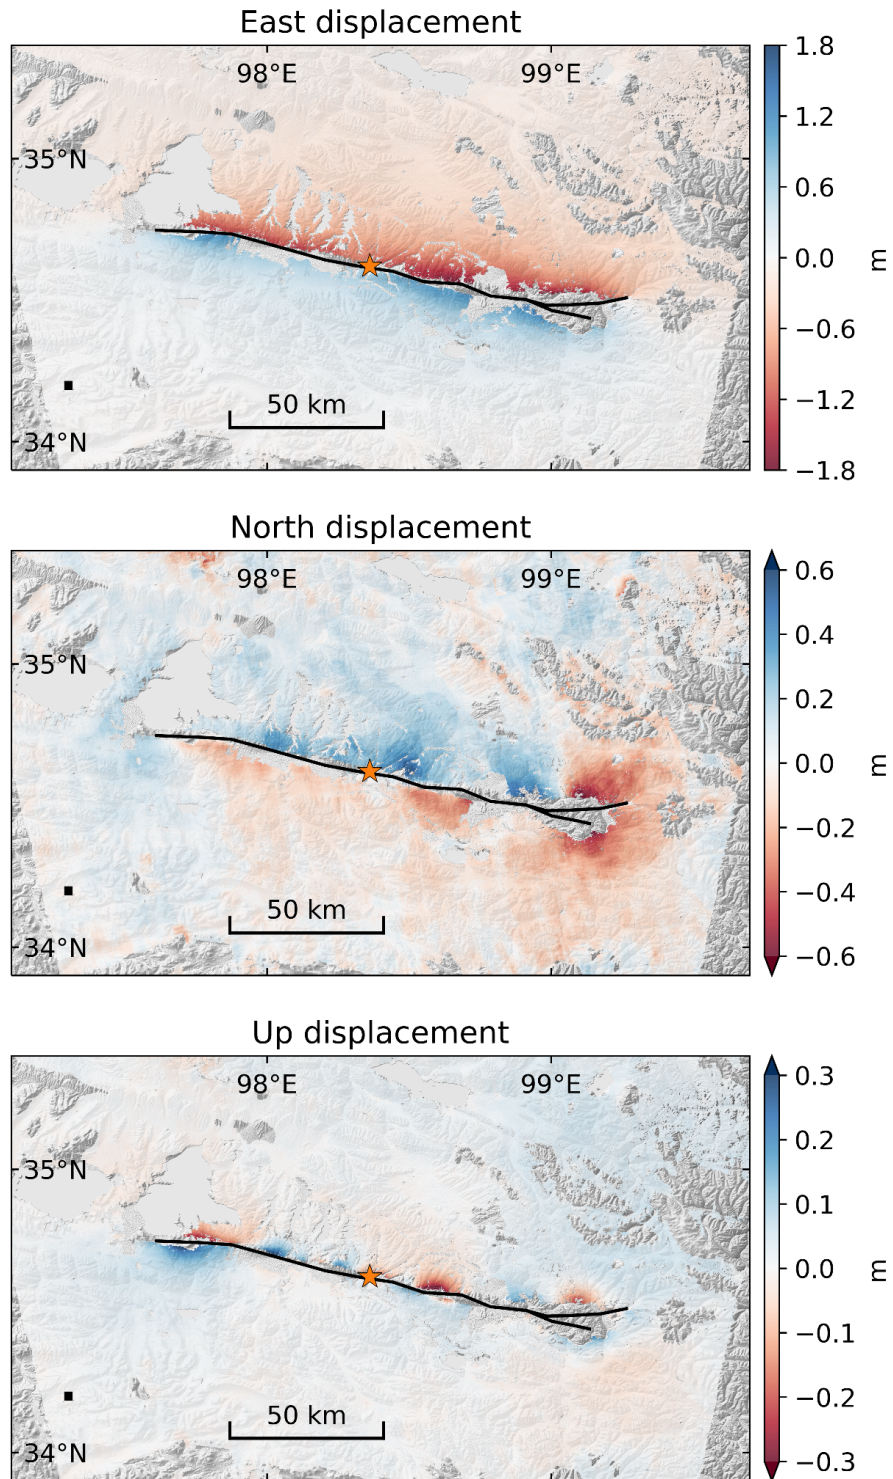 East displacement
98°E 99°E
35°N
50 km
34°N
1.8
1.2
0.6
0.0
−0.6
−1.2
−1.8
m
North displacement
98°E 99°E
35°N
50 km
34°N
0.6
0.4
0.2
0.0
−0.2
−0.4
−0.6
m
Up displacement
98°E 99°E
35°N
50 km
34°N
0.3
0.2
0.1
0.0
−0.1
−0.2
−0.3
m